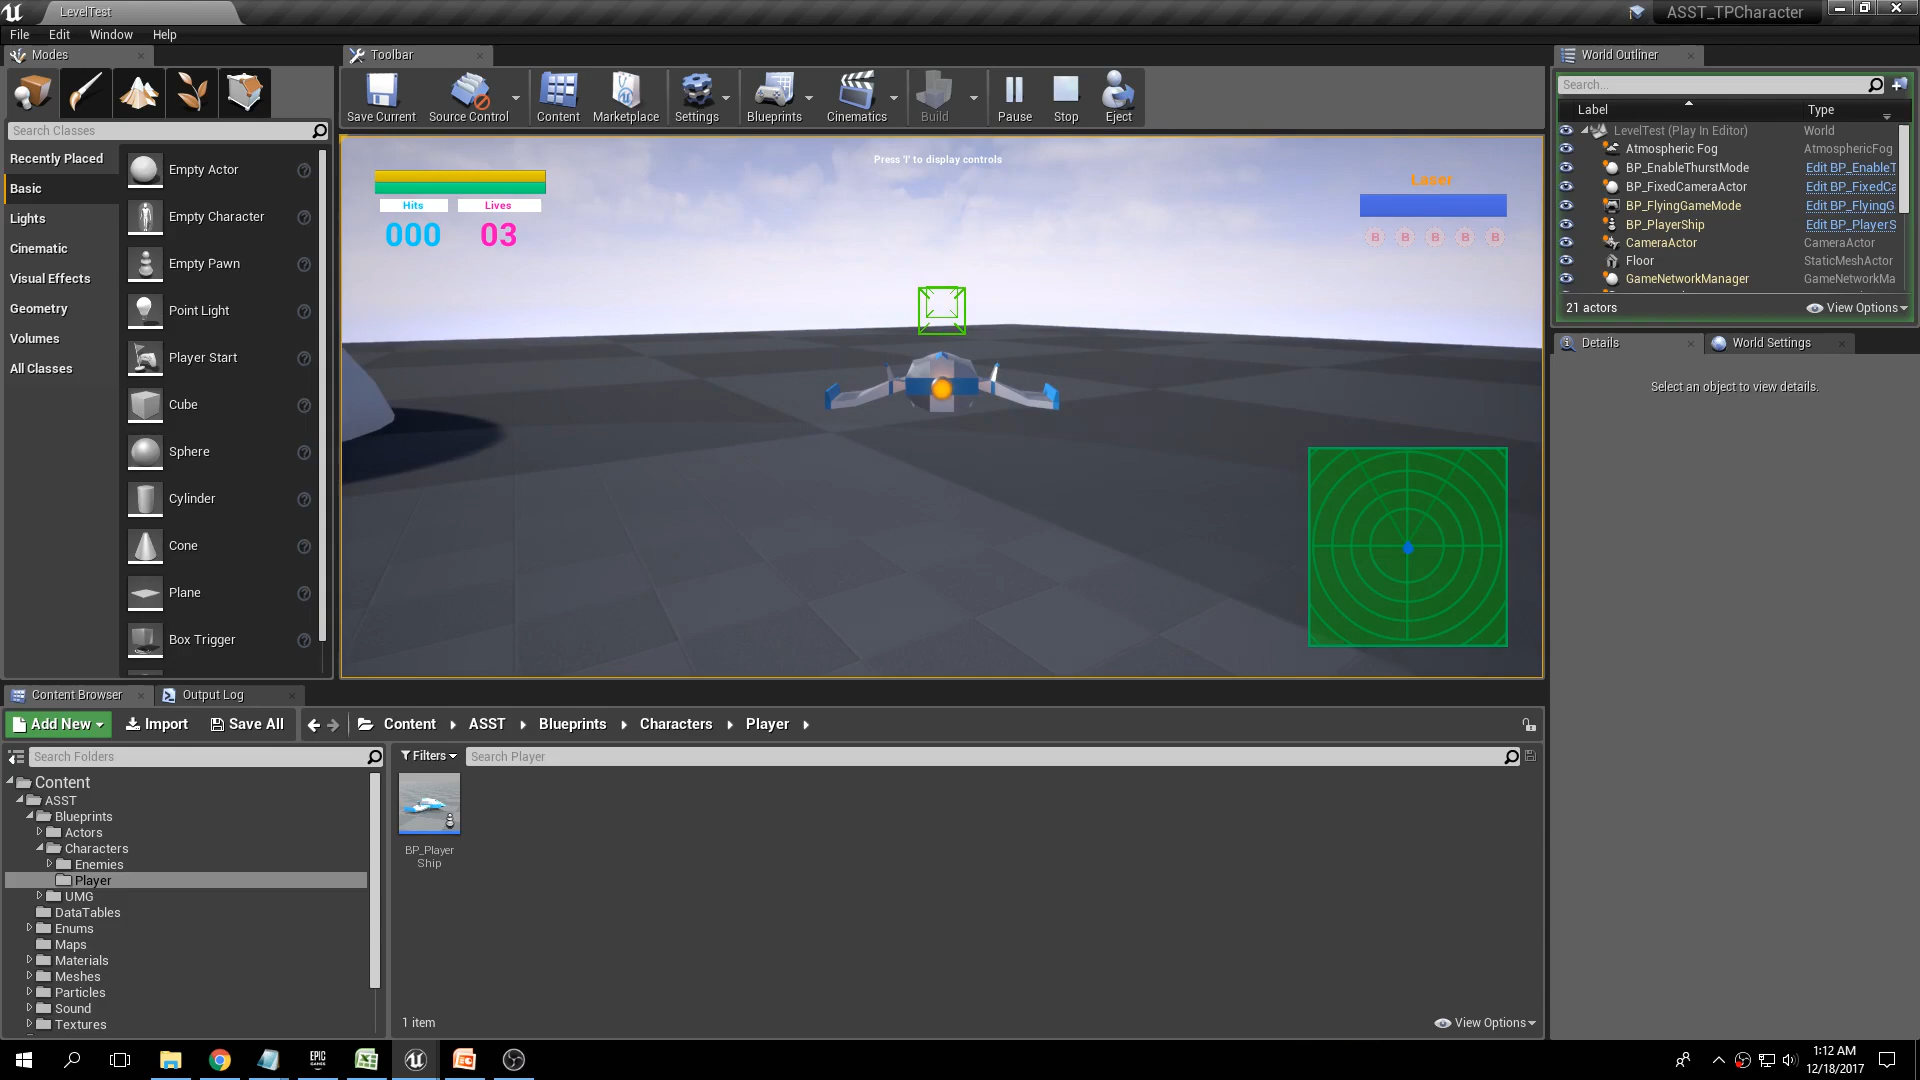 LevelTest
ASST_TPCharacter
File Edit Window Help
Modes
Toolbar
World Outliner
Save Current
Source Control
Content
Marketplace
Settings
Blueprints
Cinematics
Build
Pause
Stop
Eject
Search Classes
Recently Placed
Basic
Lights
Cinematic
Visual Effects
Geometry
Volumes
All Classes
Empty Actor
Empty Character
Empty Pawn
Point Light
Player Start
Cube
Sphere
Cylinder
Cone
Plane
Box Trigger
Press 'I' to display controls
Hits Lives
000 03
Laser
B B B B B
Search...
Label Type
LevelTest (Play In Editor) World
Atmospheric Fog AtmosphericFog
BP_EnableThurstMode Edit BP_EnableT
BP_FixedCameraActor Edit BP_FixedCa
BP_FlyingGameMode Edit BP_FlyingG
BP_PlayerShip Edit BP_PlayerS
CameraActor CameraActor
Floor StaticMeshActor
GameNetworkManager GameNetworkMa
21 actors View Options
Details World Settings
Select an object to view details.
Content Browser Output Log
Add New Import Save All Content ASST Blueprints Characters Player
Search Folders
Filters Search Player
Content
ASST
Blueprints
Actors
Characters
Enemies
Player
UMG
DataTables
Enums
Maps
Materials
Meshes
Particles
Sound
Textures
BP_Player
Ship
1 item View Options
EPIC
GAMES
1:12 AM
12/18/2017